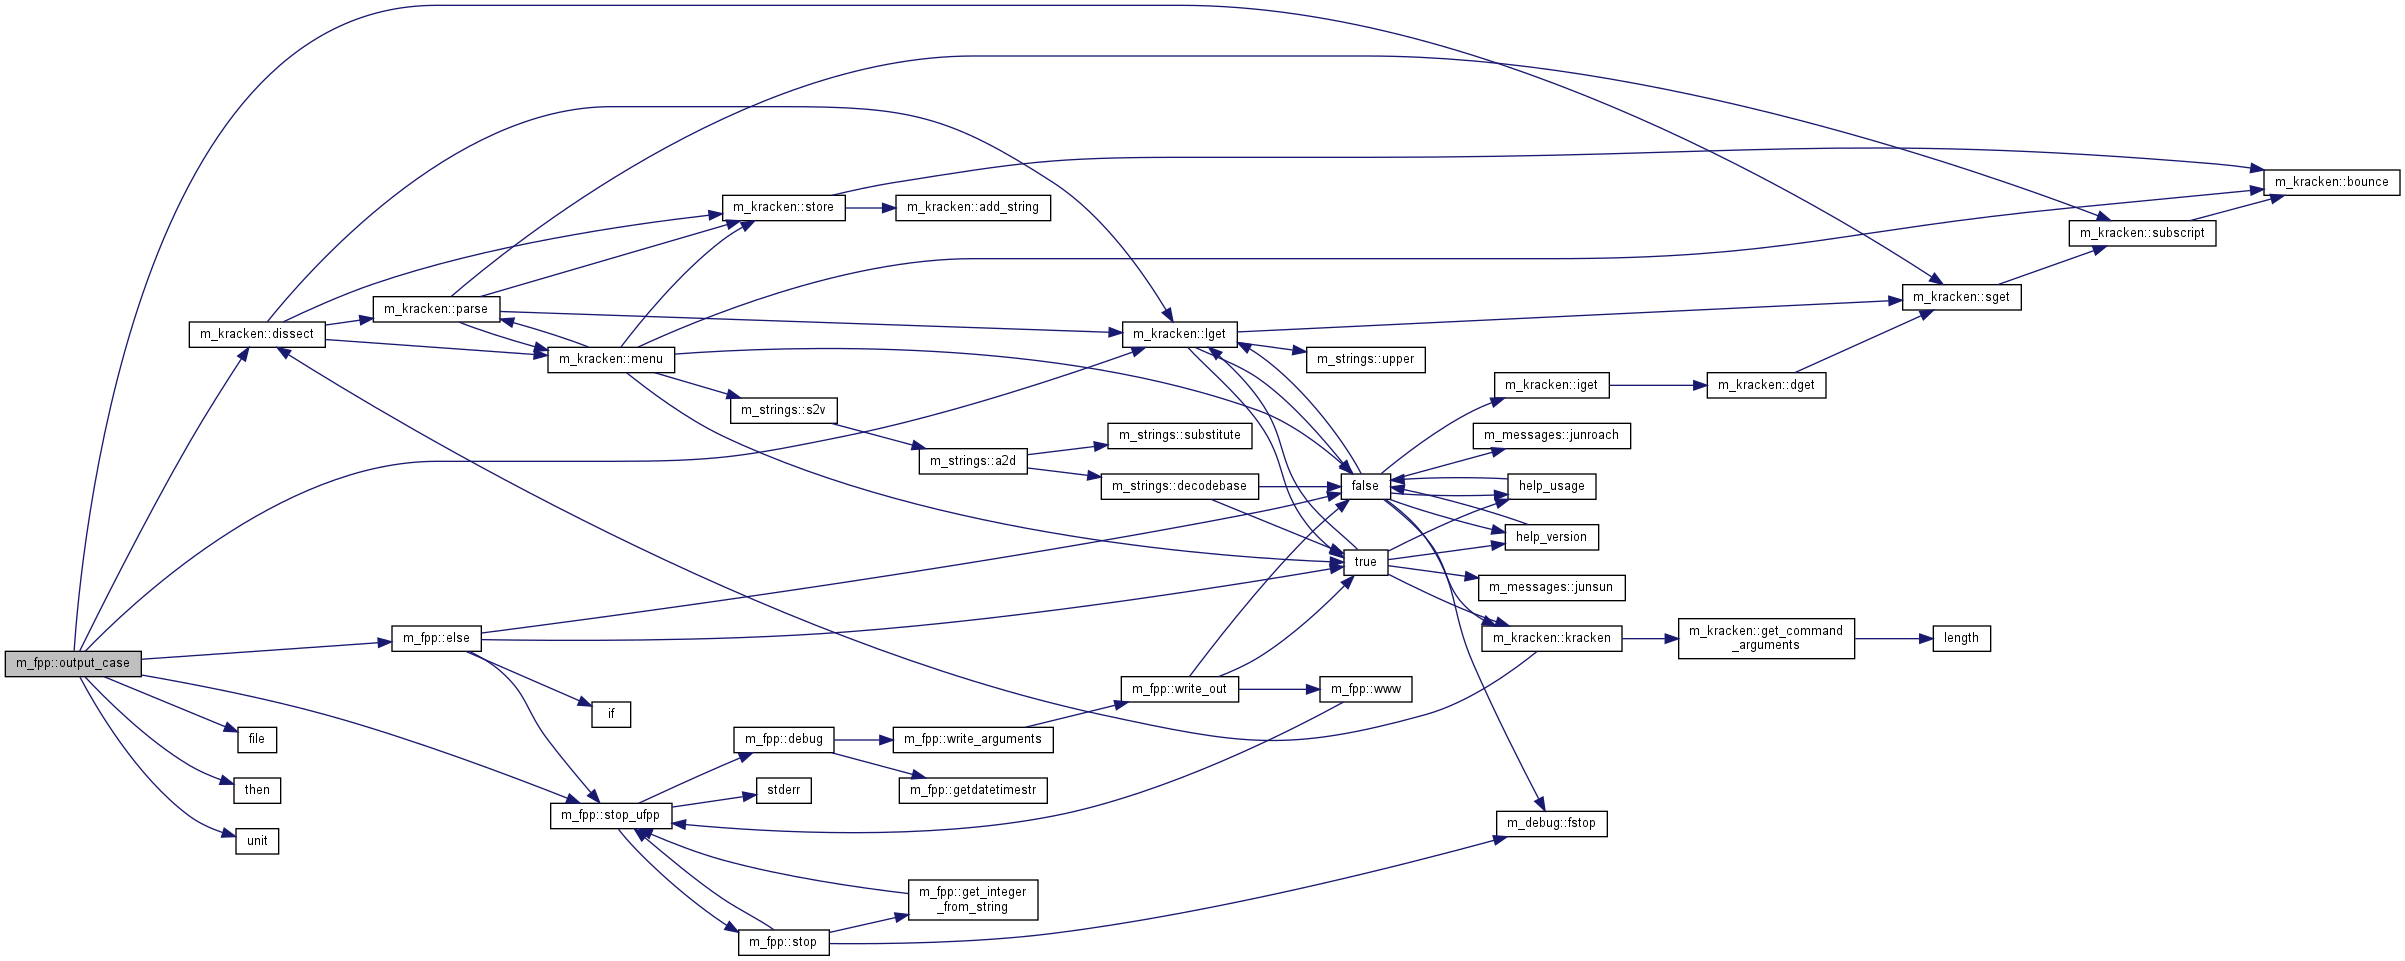 m_kracken::bounce
m_kracken::store
m_kracken::add_string
m_kracken::subscript
m_kracken::sget
m_kracken::parse
m_kracken::dissect
m_kracken::lget
m_kracken::menu
m_strings::upper
m_kracken::iget
m_kracken::dget
m_strings::s2v
m_strings::substitute
m_messages::junroach
m_strings::a2d
m_strings::decodebase
false
help_usage
help_version
true
m_messages::junsun
m_fpp::else
m_kracken::kracken
m_kracken::get_command
_arguments
length
m_fpp::output_case
m_fpp::write_out
m_fpp::www
if
file
m_fpp::debug
m_fpp::write_arguments
then
stderr
m_fpp::getdatetimestr
m_fpp::stop_ufpp
m_debug::fstop
unit
m_fpp::get_integer
_from_string
m_fpp::stop